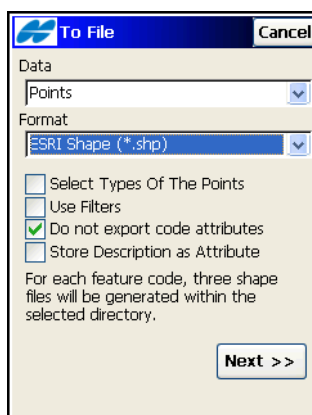 To File
Cancel
Data
Points
Format
ESRI Shape (*.shp)
Select Types Of The Points
Use Filters
Do not export code attributes
Store Description as Attribute
For each feature code, three shape
files will be generated within the
selected directory.
Next >>